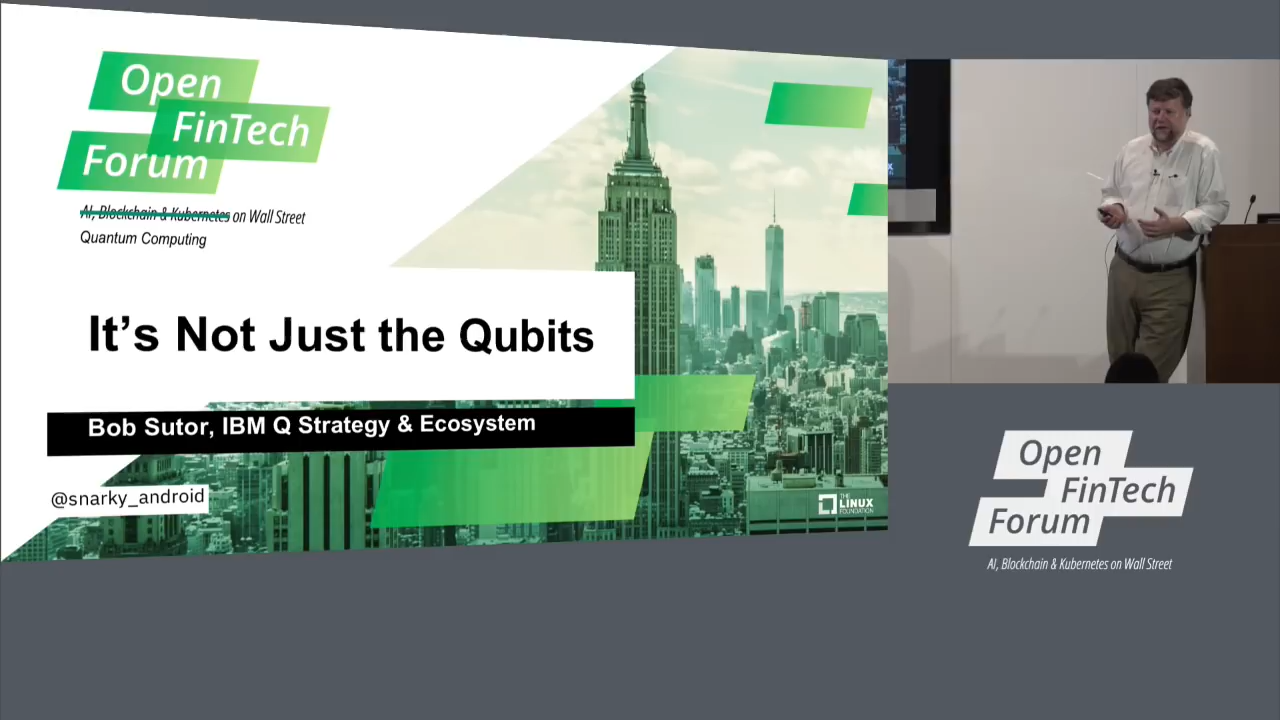 Open
FinTech
Forum
AI, Blockchain & Kubernetes on Wall Street
Quantum Computing
It's Not Just the Qubits
Bob Sutor, IBM Q Strategy & Ecosystem
@snarky_android
THE
LINUX
FOUNDATION
Open
FinTech
Forum
AI, Blockchain & Kubernetes on Wall Street